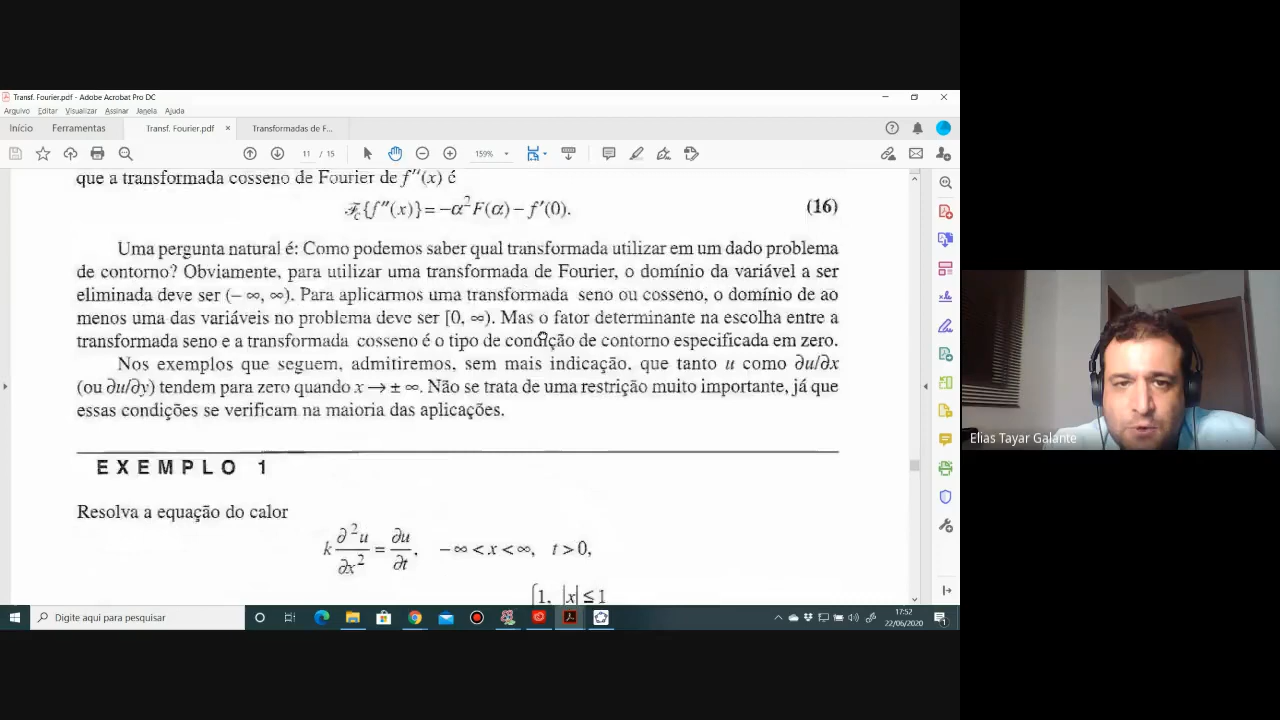 Transf. Fourier.pdf - Adobe Acrobat Pro DC
Arquivo Editar Visualizar Assinar Janela Ajuda
Início Ferramentas Transf. Fourier.pdf × Transformadas de F...
11 / 15 159%
que a transformada cosseno de Fourier de f''(x) é
ℱc{f''(x)} = −α²F(α) − f'(0). (16)
Uma pergunta natural é: Como podemos saber qual transformada utilizar em um dado problema
de contorno? Obviamente, para utilizar uma transformada de Fourier, o domínio da variável a ser
eliminada deve ser (− ∞, ∞). Para aplicarmos uma transformada seno ou cosseno, o domínio de ao
menos uma das variáveis no problema deve ser [0, ∞). Mas o fator determinante na escolha entre a
transformada seno e a transformada cosseno é o tipo de condição de contorno especificada em zero.
Nos exemplos que seguem, admitiremos, sem mais indicação, que tanto u como ∂u/∂x
(ou ∂u/∂y) tendem para zero quando x → ± ∞. Não se trata de uma restrição muito importante, já que
essas condições se verificam na maioria das aplicações.
EXEMPLO 1
Resolva a equação do calor
k ∂²u/∂x² = ∂u/∂t, − ∞ < x < ∞, t > 0,
1, |x| ≤ 1
Elias Tayar Galante
Digite aqui para pesquisar
17:52
22/06/2020